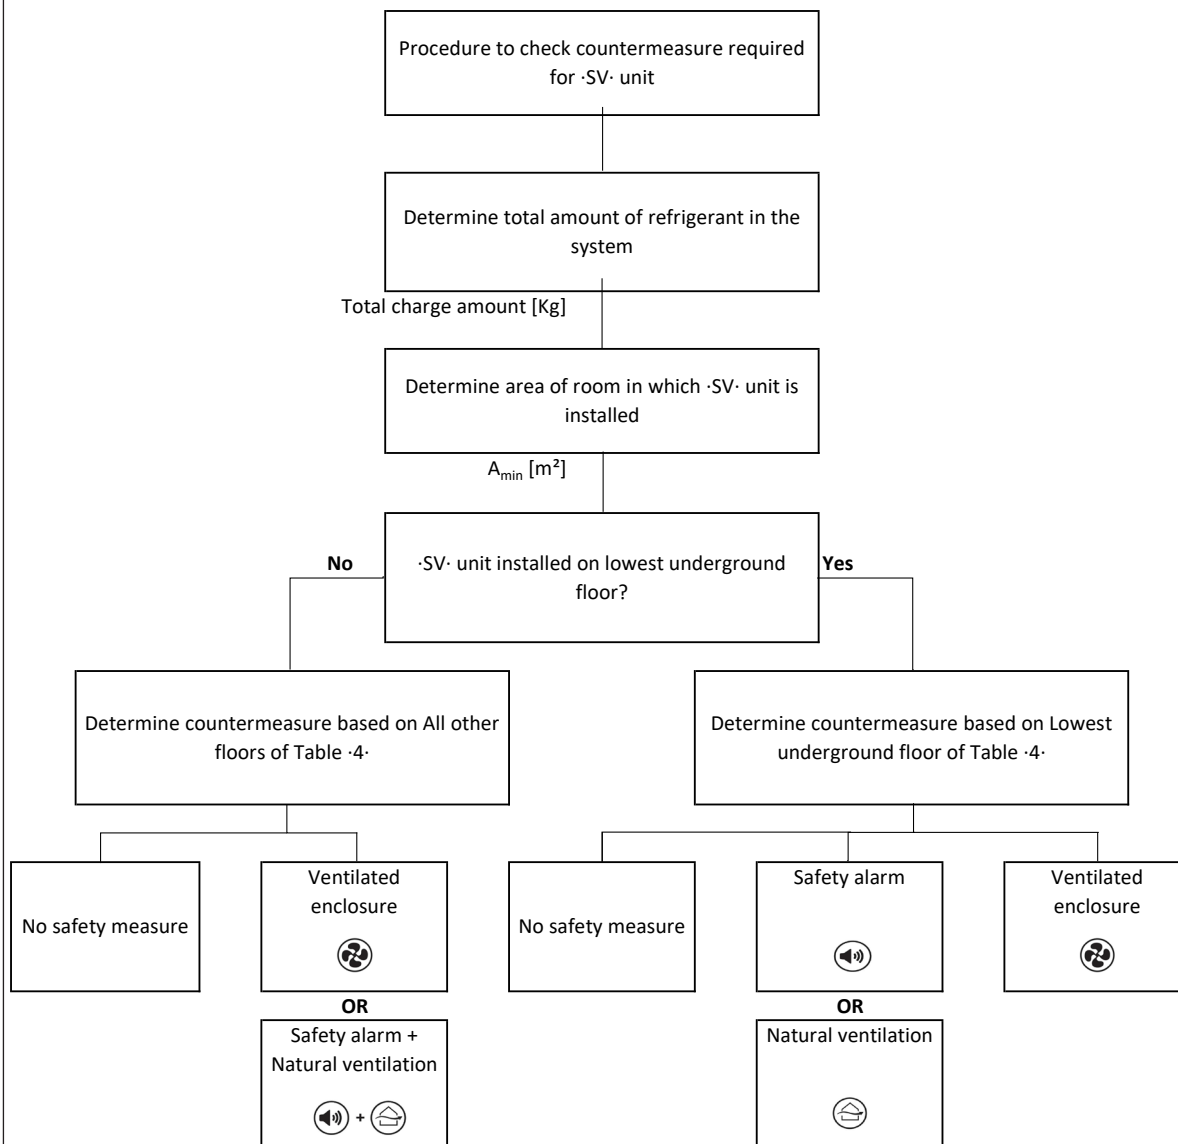 Procedure to check countermeasure required
for ·SV· unit
Determine total amount of refrigerant in the
system
Total charge amount [Kg]
Determine area of room in which ·SV· unit is
installed
Amin [m²]
No
·SV· unit installed on lowest underground
floor?
Yes
Determine countermeasure based on All other
floors of Table ·4·
Determine countermeasure based on Lowest
underground floor of Table ·4·
No safety measure
Ventilated
enclosure
OR
Safety alarm +
Natural ventilation
+
No safety measure
Safety alarm
OR
Natural ventilation
Ventilated
enclosure